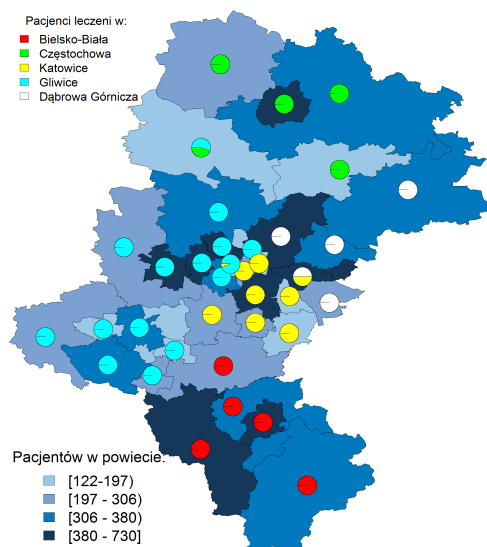 Pacjenci leczeni w:
Bielsko-Biała
Częstochowa
Katowice
Gliwice
Dąbrowa Górnicza
Pacjentów w powiecie:
[122-197)
[197 - 306)
[306 - 380)
[380 - 730]